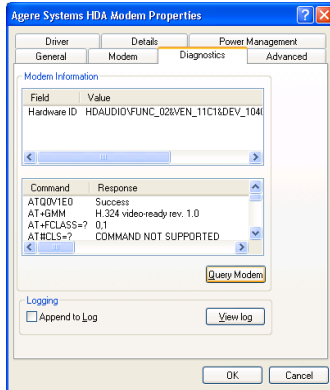 Agere Systems HDA Modem Properties
Driver Details Power Management
General Modem Diagnostics Advanced
Modem Information
Field Value
Hardware ID HDAUDIO\FUNC_02&VEN_11C1&DEV_104(
Command Response
ATQ0V1E0 Success
AT+GMM H.324 video-ready rev. 1.0
AT+FCLASS=? 0,1
AT#CLS=? COMMAND NOT SUPPORTED
Query Modem
Logging
Append to Log
View log
OK Cancel